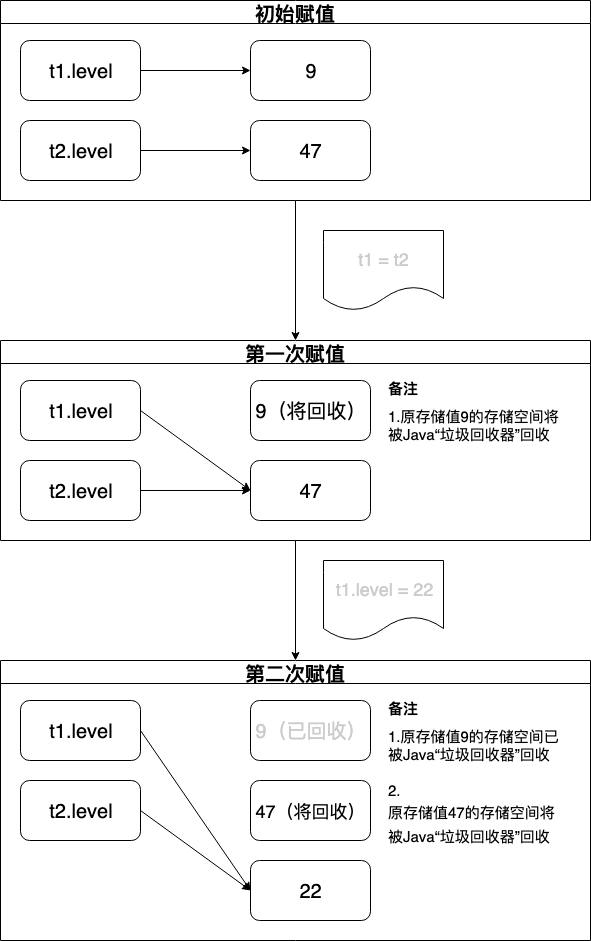 初始赋值
t1.level
9
t2.level
47
t1 = t2
第一次赋值
t1.level
9（将回收）
备注
1.原存储值9的存储空间将
被Java“垃圾回收器”回收
t2.level
47
t1.level = 22
第二次赋值
t1.level
9（已回收）
备注
1.原存储值9的存储空间已
被Java“垃圾回收器”回收
t2.level
47（将回收）
2.
原存储值47的存储空间将
被Java“垃圾回收器”回收
22